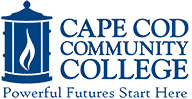 CAPE COD
COMMUNITY
COLLEGE
Powerful Futures Start Here